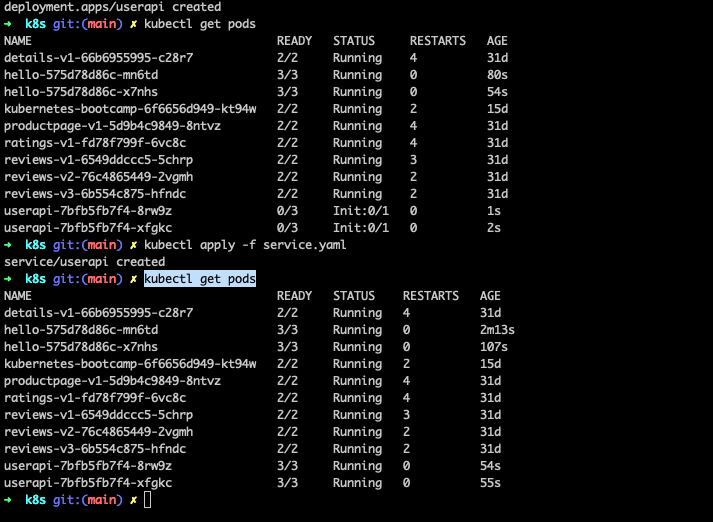 deployment.apps/userapi created
➜  k8s git:(main) ✗ kubectl get pods
NAME                                   READY   STATUS     RESTARTS   AGE
details-v1-66b6955995-c28r7            2/2     Running    4          31d
hello-575d78d86c-mn6td                 3/3     Running    0          80s
hello-575d78d86c-x7nhs                 3/3     Running    0          54s
kubernetes-bootcamp-6f6656d949-kt94w   2/2     Running    2          15d
productpage-v1-5d9b4c9849-8ntvz        2/2     Running    4          31d
ratings-v1-fd78f799f-6vc8c             2/2     Running    4          31d
reviews-v1-6549ddccc5-5chrp            2/2     Running    3          31d
reviews-v2-76c4865449-2vgmh            2/2     Running    2          31d
reviews-v3-6b554c875-hfndc             2/2     Running    2          31d
userapi-7bfb5fb7f4-8rw9z               0/3     Init:0/1   0          1s
userapi-7bfb5fb7f4-xfgkc               0/3     Init:0/1   0          2s
➜  k8s git:(main) ✗ kubectl apply -f service.yaml
service/userapi created
➜  k8s git:(main) ✗ kubectl get pods
NAME                                   READY   STATUS    RESTARTS   AGE
details-v1-66b6955995-c28r7            2/2     Running   4          31d
hello-575d78d86c-mn6td                 3/3     Running   0          2m13s
hello-575d78d86c-x7nhs                 3/3     Running   0          107s
kubernetes-bootcamp-6f6656d949-kt94w   2/2     Running   2          15d
productpage-v1-5d9b4c9849-8ntvz        2/2     Running   4          31d
ratings-v1-fd78f799f-6vc8c             2/2     Running   4          31d
reviews-v1-6549ddccc5-5chrp            2/2     Running   3          31d
reviews-v2-76c4865449-2vgmh            2/2     Running   2          31d
reviews-v3-6b554c875-hfndc             2/2     Running   2          31d
userapi-7bfb5fb7f4-8rw9z               3/3     Running   0          54s
userapi-7bfb5fb7f4-xfgkc               3/3     Running   0          55s
➜  k8s git:(main) ✗